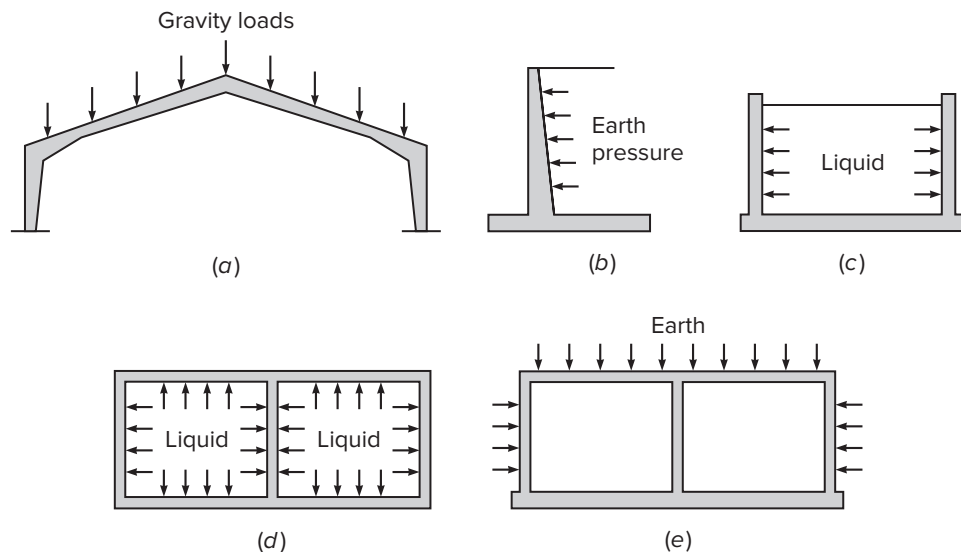 Gravity loads
(a)
Earth
pressure
(b)
Liquid
(c)
Liquid
Liquid
(d)
Earth
(e)